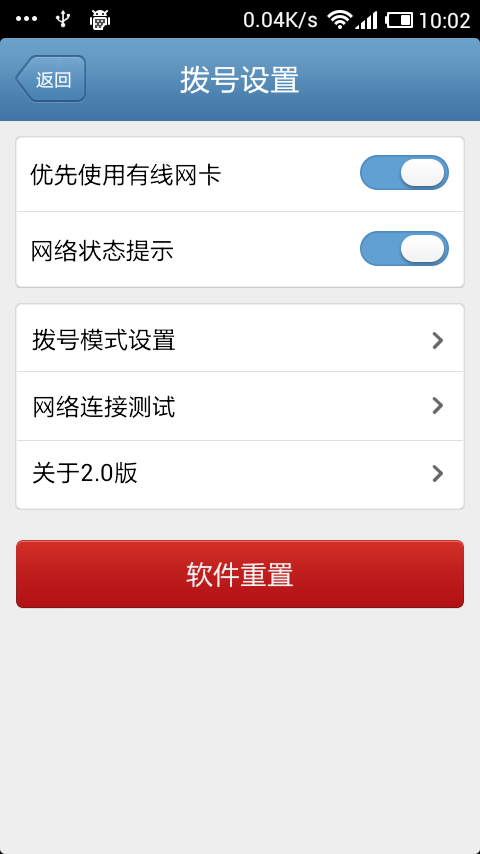 0.04K/s 10:02
返回
拨号设置
优先使用有线网卡
网络状态提示
拨号模式设置
网络连接测试
关于2.0版
软件重置